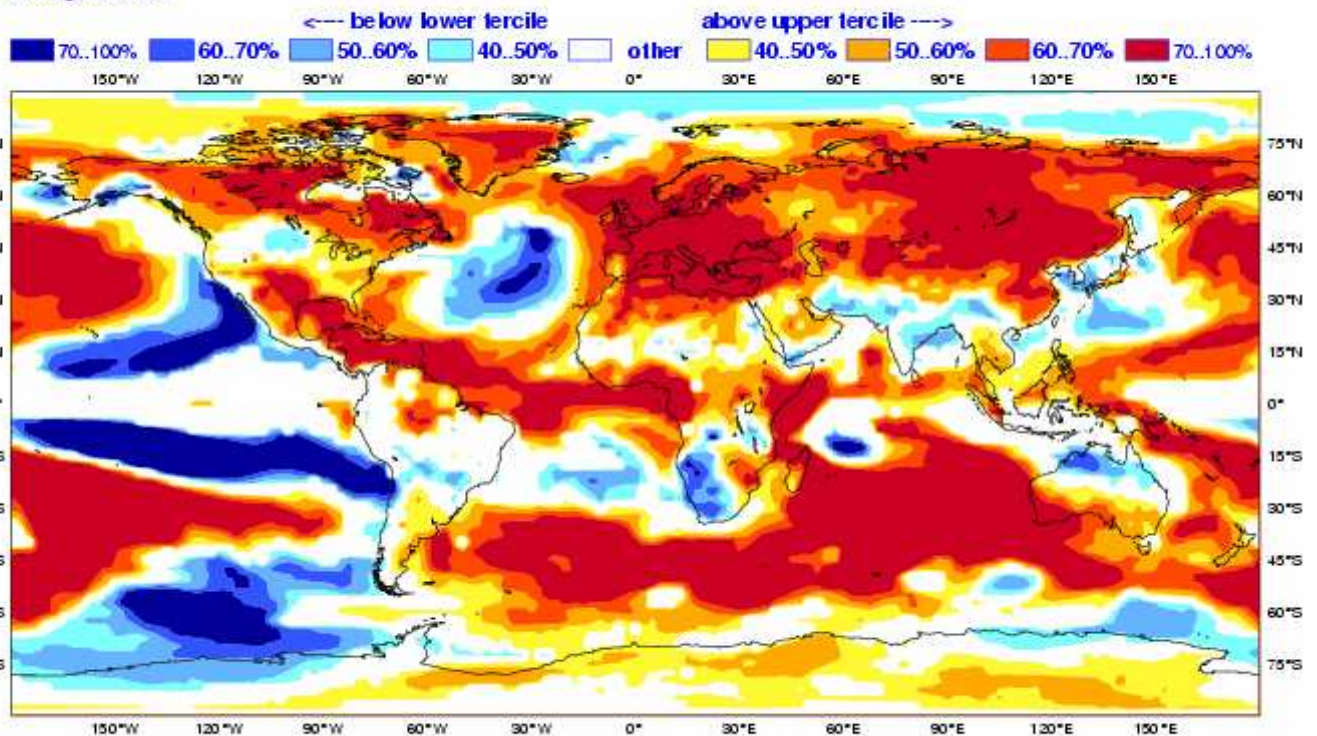 <---- below lower tercile above upper tercile ---->
70..100% 60..70% 50..60% 40..50% other 40..50% 50..60% 60..70% 70..100%
150°W 120°W 90°W 60°W 30°W 0° 30°E 60°E 90°E 120°E 150°E
75°N
60°N
45°N
30°N
15°N
0°
15°S
30°S
45°S
60°S
75°S
150°W 120°W 90°W 60°W 30°W 0° 30°E 60°E 90°E 120°E 150°E